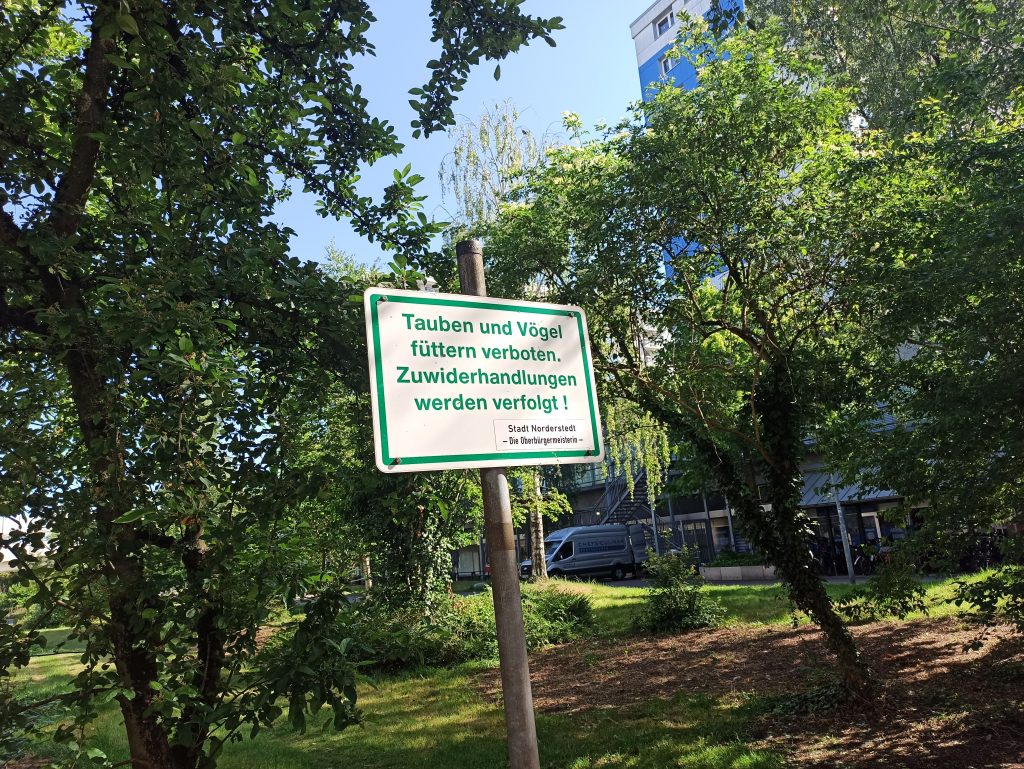 Tauben und Vögel
füttern verboten.
Zuwiderhandlungen
werden verfolgt !
Stadt Norderstedt
– Die Oberbürgermeisterin –